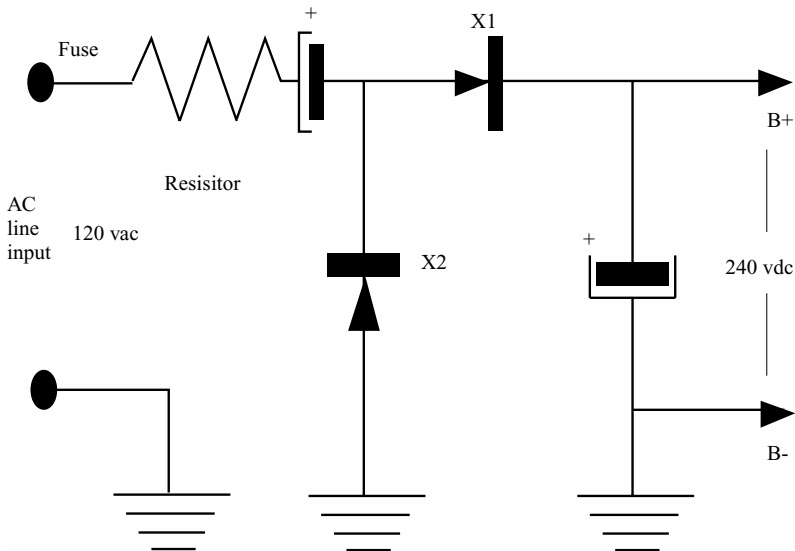 +
X1
Fuse
B+
Resisitor
AC
line
input
120 vac
+
X2
240 vdc
B-